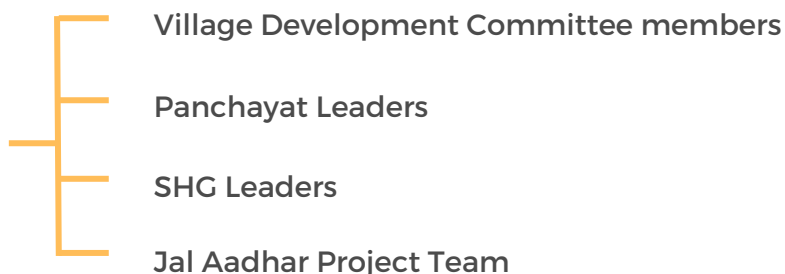 Village Development Committee members
Panchayat Leaders
SHG Leaders
Jal Aadhar Project Team